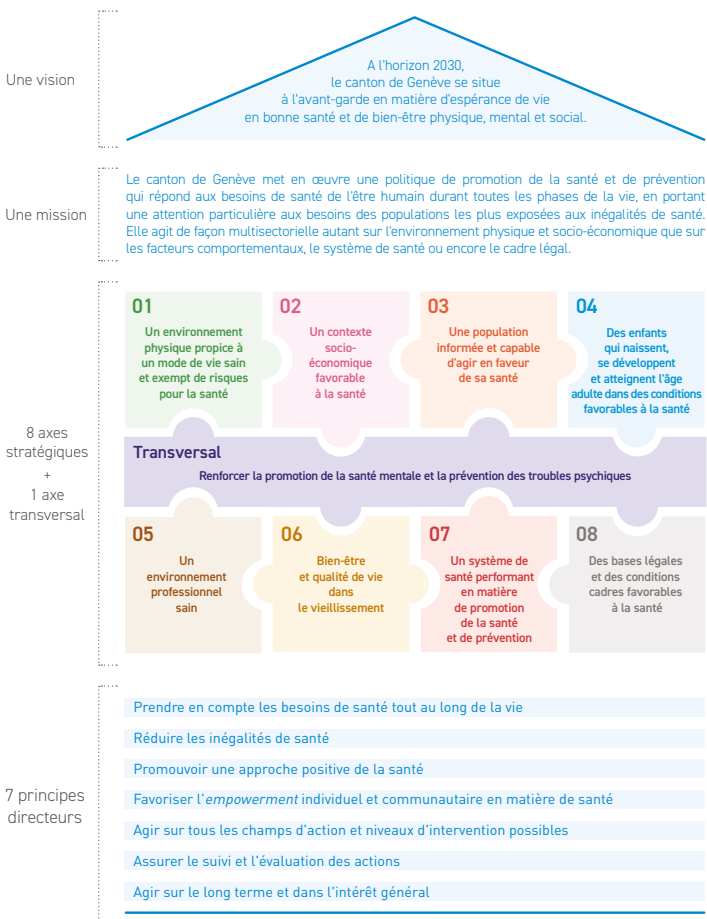 Une vision
A l'horizon 2030,
le canton de Genève se situe
à l'avant-garde en matière d'espérance de vie
en bonne santé et de bien-être physique, mental et social.
Une mission
Le canton de Genève met en œuvre une politique de promotion de la santé et de prévention
qui répond aux besoins de santé de l'être humain durant toutes les phases de la vie, en portant
une attention particulière aux besoins des populations les plus exposées aux inégalités de santé.
Elle agit de façon multisectorielle autant sur l'environnement physique et socio-économique que sur
les facteurs comportementaux, le système de santé ou encore le cadre légal.
8 axes
stratégiques
+
1 axe
transversal
01
Un environnement
physique propice à
un mode de vie sain
et exempt de risques
pour la santé
02
Un contexte
socio-
économique
favorable
à la santé
03
Une population
informée et capable
d'agir en faveur
de sa santé
04
Des enfants
qui naissent,
se développent
et atteignent l'âge
adulte dans des conditions
favorables à la santé
Transversal
Renforcer la promotion de la santé mentale et la prévention des troubles psychiques
05
Un
environnement
professionnel
sain
06
Bien-être
et qualité de vie
dans
le vieillissement
07
Un système de
santé performant
en matière
de promotion
de la santé
et de prévention
08
Des bases légales
et des conditions
cadres favorables
à la santé
7 principes
directeurs
Prendre en compte les besoins de santé tout au long de la vie
Réduire les inégalités de santé
Promouvoir une approche positive de la santé
Favoriser l'empowerment individuel et communautaire en matière de santé
Agir sur tous les champs d'action et niveaux d'intervention possibles
Assurer le suivi et l'évaluation des actions
Agir sur le long terme et dans l'intérêt général